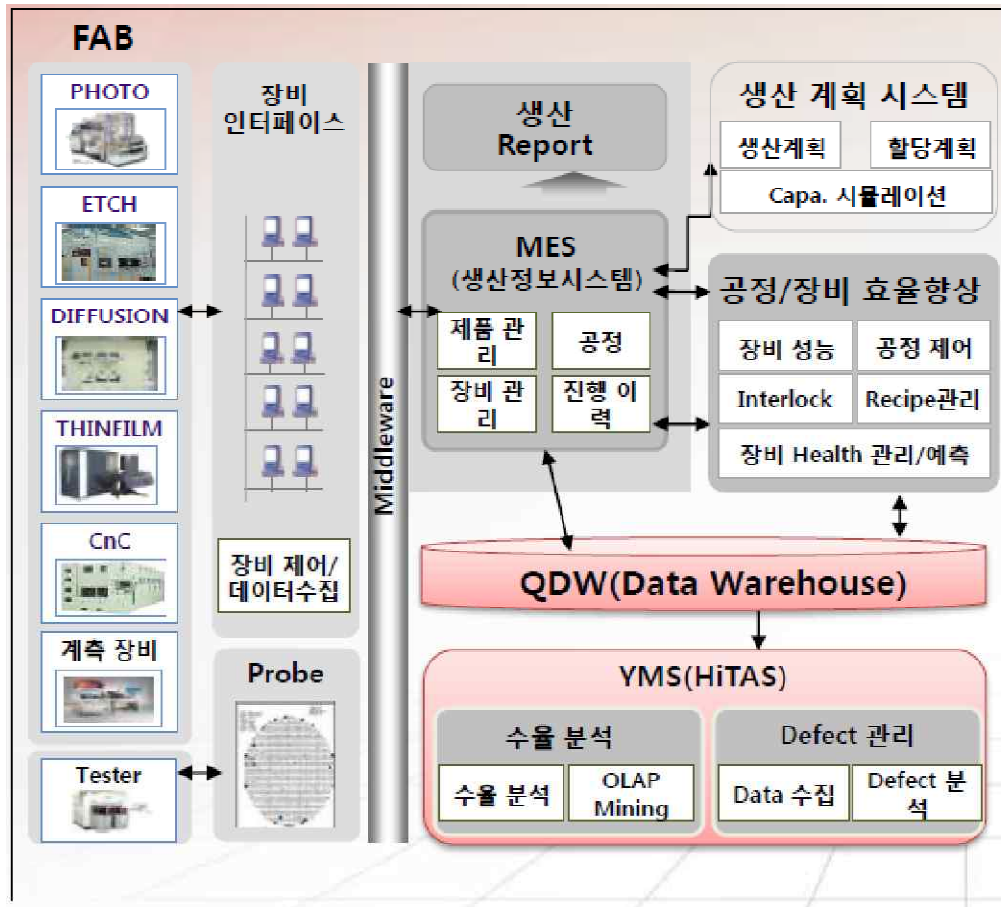 FAB
PHOTO
ETCH
DIFFUSION
THINFILM
CnC
계측 장비
Tester
장비
인터페이스
장비 제어/
데이터수집
Probe
Middleware
생산
Report
MES
(생산정보시스템)
제품 관
리
공정
장비 관
리
진행 이
력
생산 계획 시스템
생산계획
할당계획
Capa. 시뮬레이션
공정/장비 효율향상
장비 성능
공정 제어
Interlock
Recipe관리
장비 Health 관리/예측
QDW(Data Warehouse)
YMS(HiTAS)
수율 분석
수율 분석
OLAP
Mining
Defect 관리
Data 수집
Defect 분
석